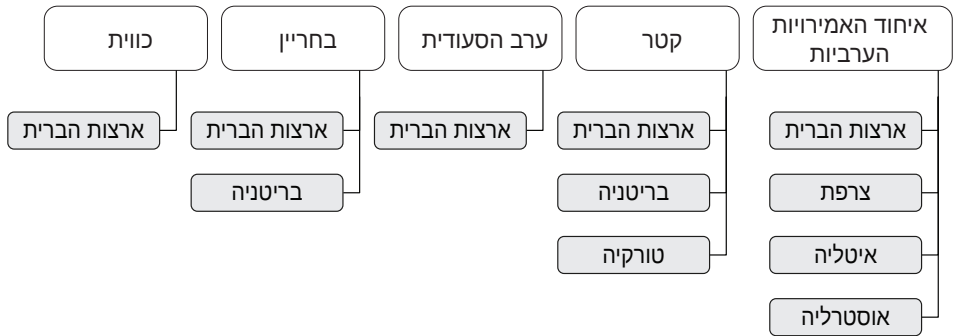 איחוד האמירויות
הערביות
קטר
ערב הסעודית
בחריין
כווית
ארצות הברית
ארצות הברית
ארצות הברית
ארצות הברית
ארצות הברית
צרפת
בריטניה
בריטניה
איטליה
טורקיה
אוסטרליה